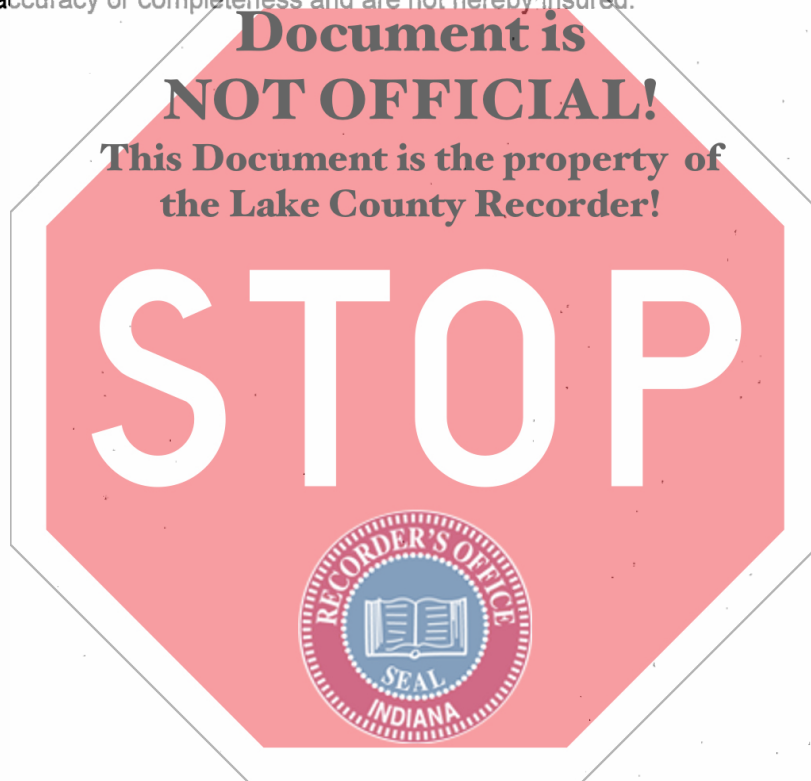 accuracy or completeness and are not hereby insured.
Document is
NOT OFFICIAL!
This Document is the property of
the Lake County Recorder!
STOP
RECORDER'S OFFICE
SEAL
INDIANA